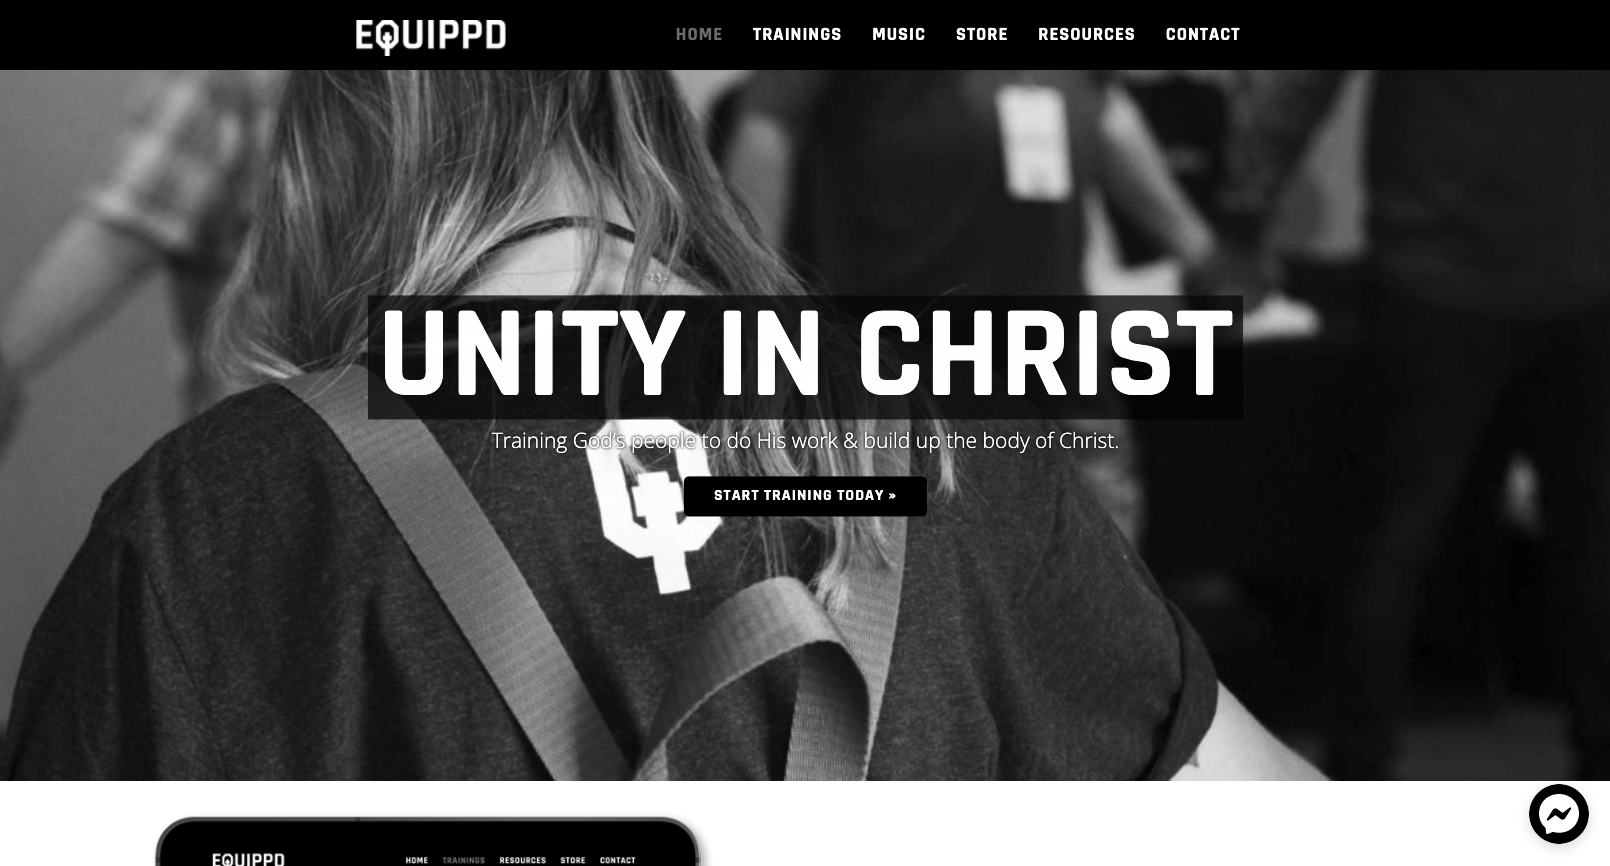 EQUIPPD
HOME TRAININGS MUSIC STORE RESOURCES CONTACT
UNITY IN CHRIST
Training God's people to do His work & build up the body of Christ.
START TRAINING TODAY »
EQUIPPD
HOME TRAININGS RESOURCES STORE CONTACT